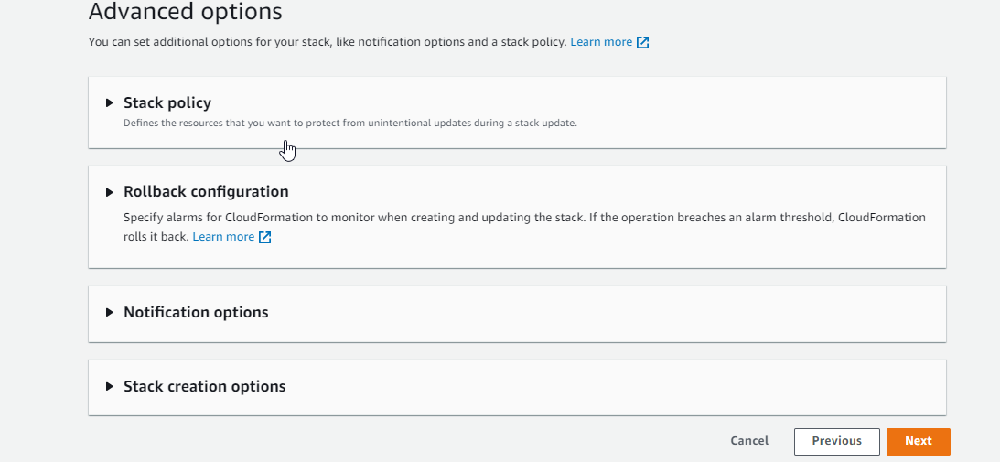 Advanced options
You can set additional options for your stack, like notification options and a stack policy. Learn more
Stack policy
Defines the resources that you want to protect from unintentional updates during a stack update.
Rollback configuration
Specify alarms for CloudFormation to monitor when creating and updating the stack. If the operation breaches an alarm threshold, CloudFormation
rolls it back. Learn more
Notification options
Stack creation options
Cancel Previous Next